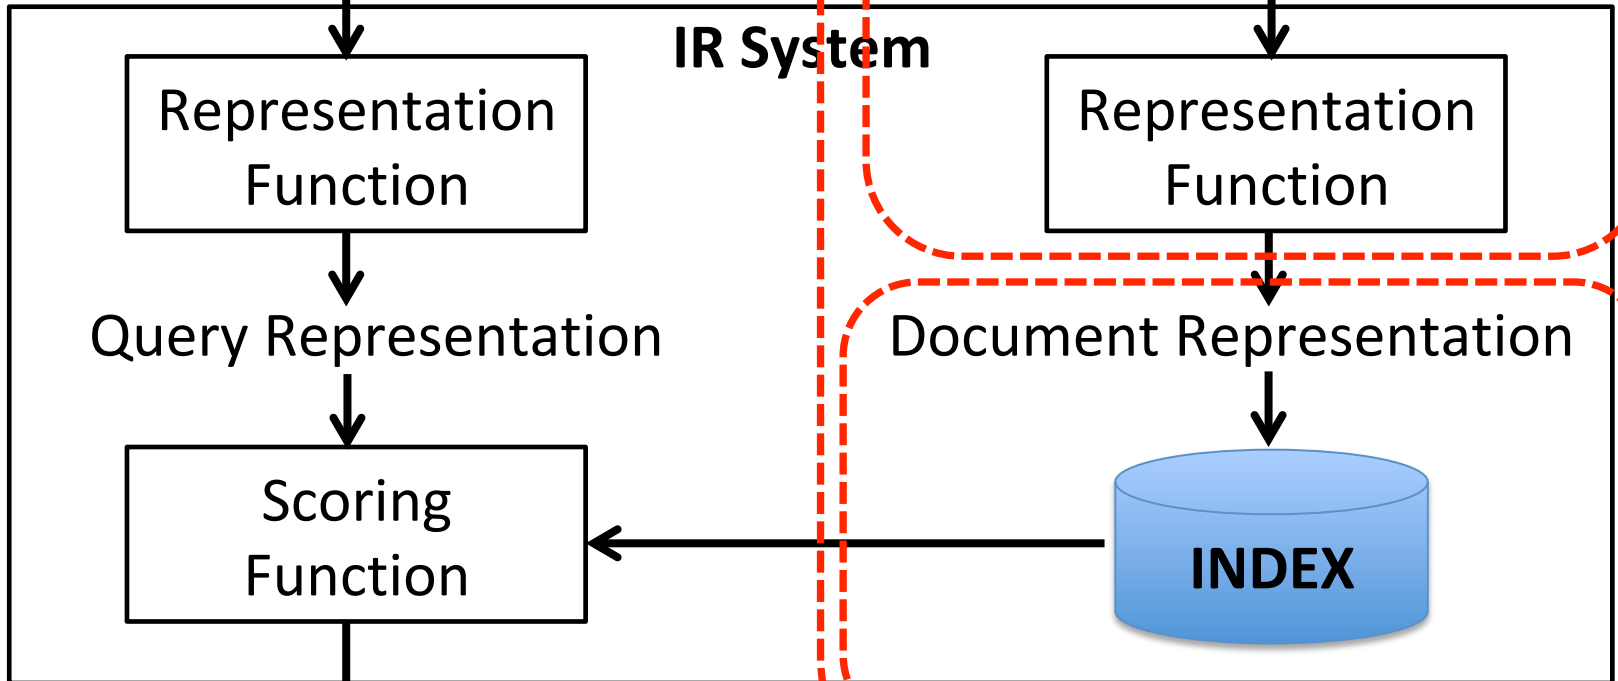 IR System
Representation
Function
Representation
Function
Query Representation
Document Representation
Scoring
Function
INDEX